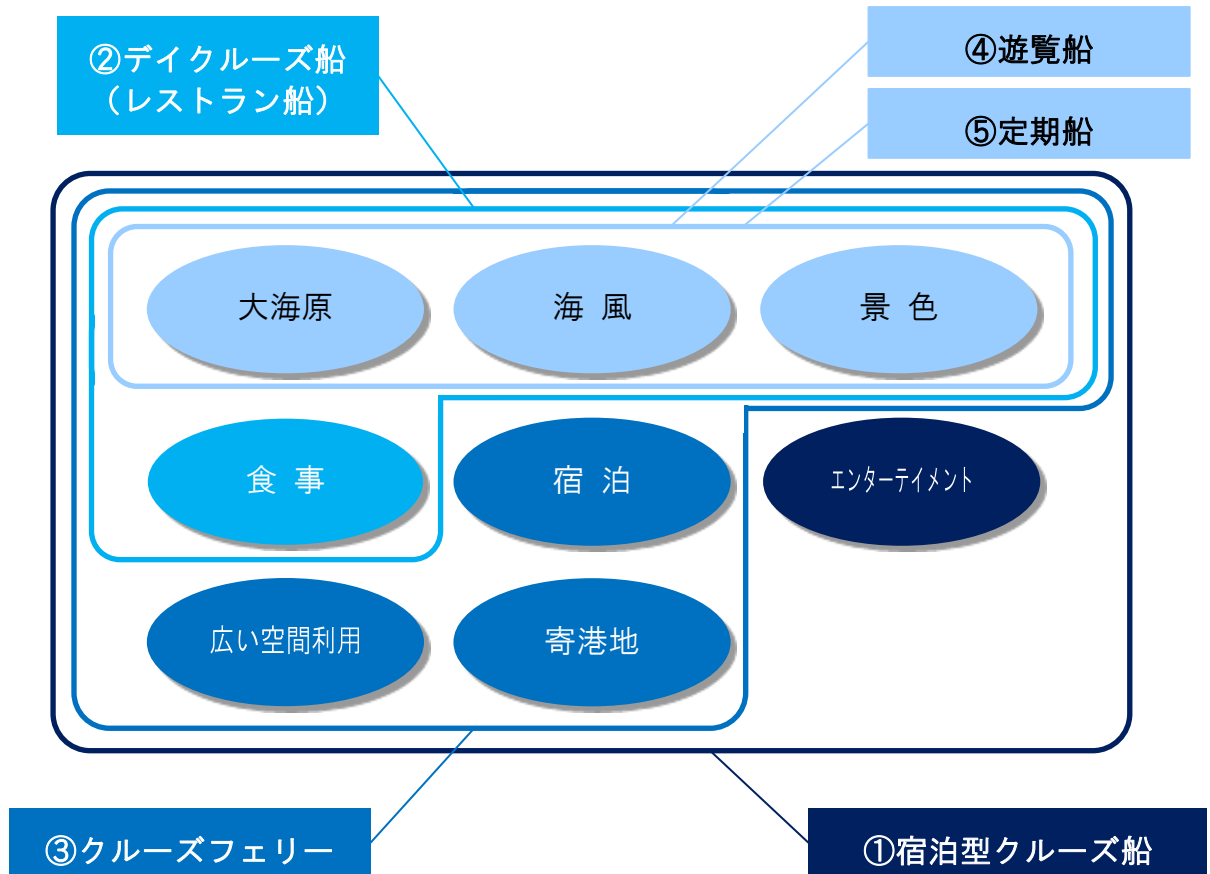 ②デイクルーズ船
（レストラン船）
④遊覧船
⑤定期船
大海原
海 風
景 色
食 事
宿 泊
エンターテイメント
広い空間利用
寄港地
③クルーズフェリー
①宿泊型クルーズ船